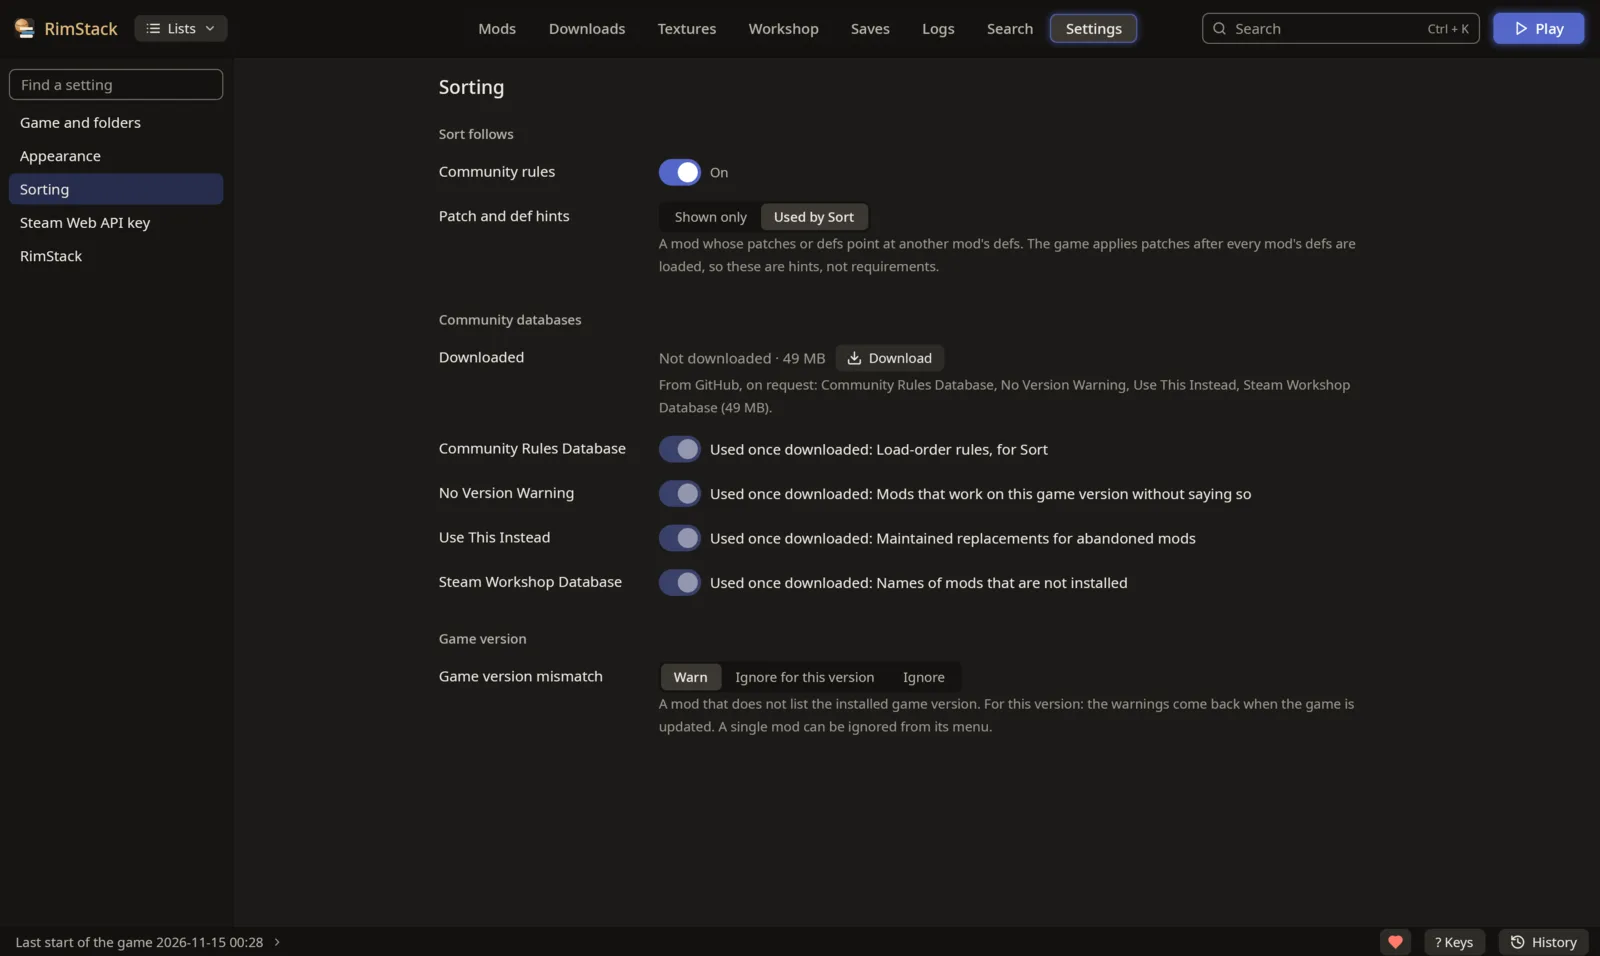 RimStack
Lists
Mods
Downloads
Textures
Workshop
Saves
Logs
Search
Settings
Search
Ctrl + K
Play
Find a setting
Game and folders
Appearance
Sorting
Steam Web API key
RimStack
Sorting
Sort follows
Community rules
On
Patch and def hints
Shown only
Used by Sort
A mod whose patches or defs point at another mod's defs. The game applies patches after every mod's defs are
loaded, so these are hints, not requirements.
Community databases
Downloaded
Not downloaded · 49 MB
Download
From GitHub, on request: Community Rules Database, No Version Warning, Use This Instead, Steam Workshop
Database (49 MB).
Community Rules Database
Used once downloaded: Load-order rules, for Sort
No Version Warning
Used once downloaded: Mods that work on this game version without saying so
Use This Instead
Used once downloaded: Maintained replacements for abandoned mods
Steam Workshop Database
Used once downloaded: Names of mods that are not installed
Game version
Game version mismatch
Warn
Ignore for this version
Ignore
A mod that does not list the installed game version. For this version: the warnings come back when the game is
updated. A single mod can be ignored from its menu.
Last start of the game 2026-11-15 00:28
? Keys
History